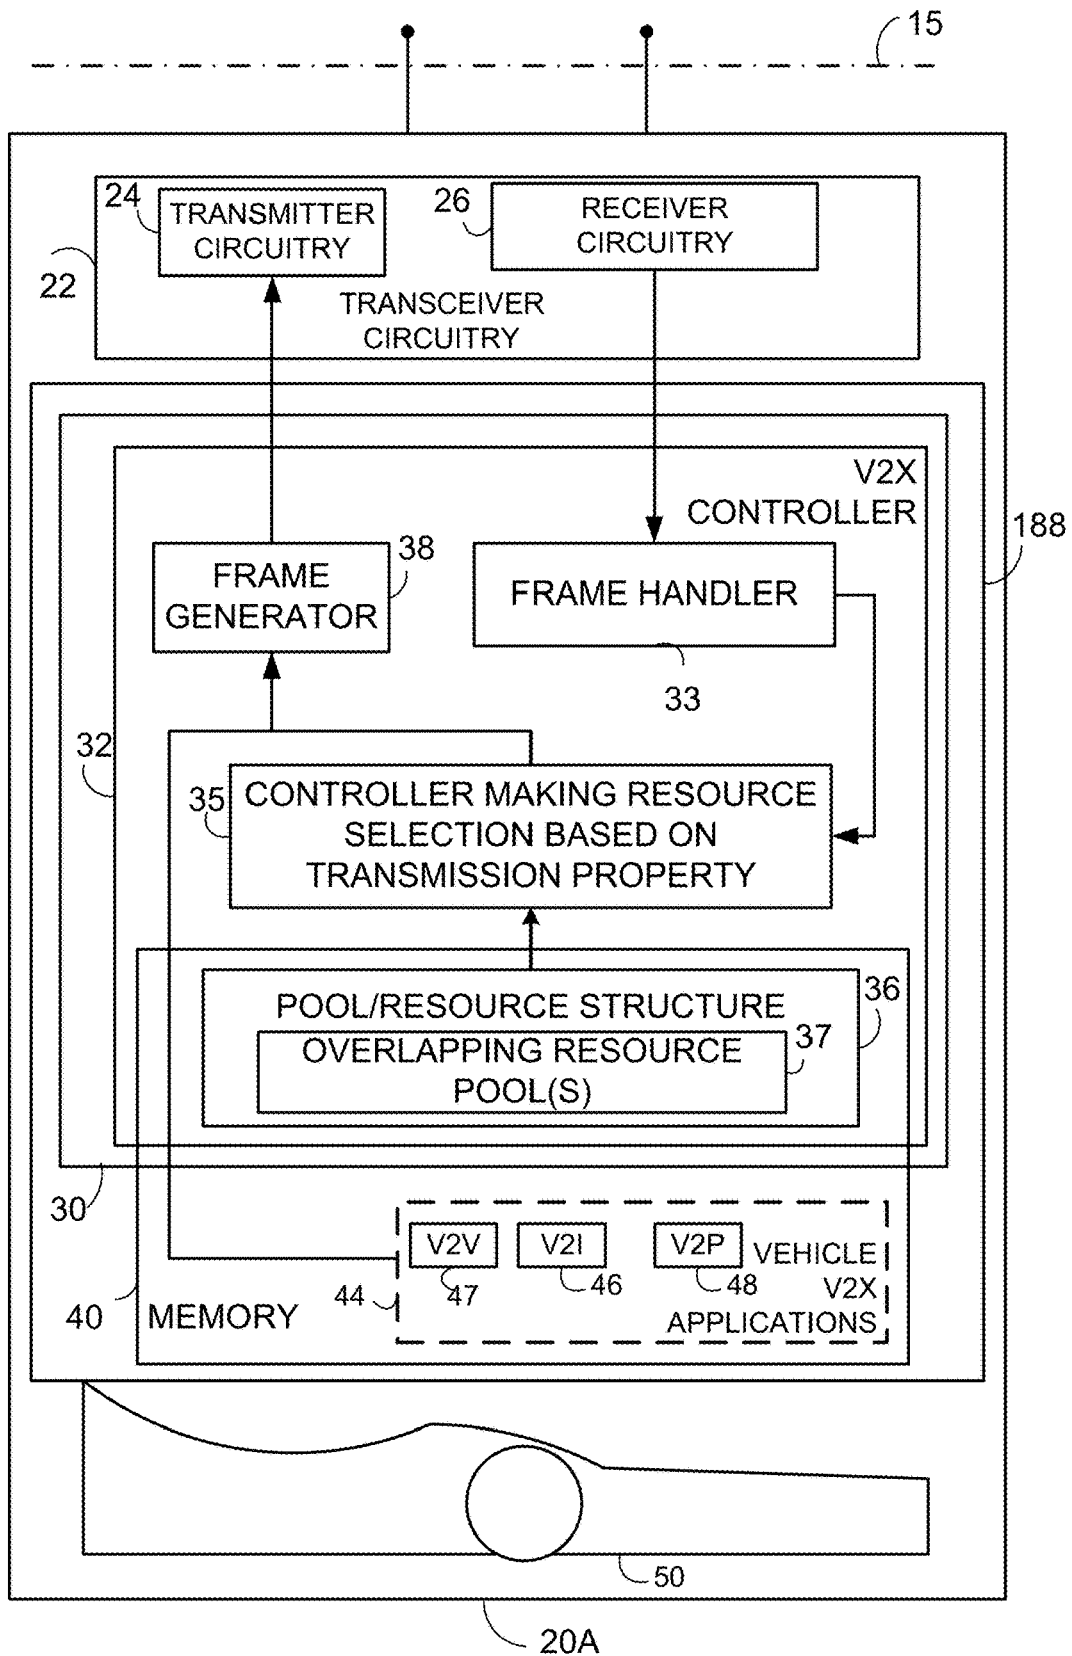 15
24
TRANSMITTER
CIRCUITRY
26
RECEIVER
CIRCUITRY
22
TRANSCEIVER
CIRCUITRY
V2X
CONTROLLER
188
FRAME
GENERATOR
38
FRAME HANDLER
33
32
35
CONTROLLER MAKING RESOURCE
SELECTION BASED ON
TRANSMISSION PROPERTY
POOL/RESOURCE STRUCTURE
36
OVERLAPPING RESOURCE
POOL(S)
37
30
V2V
V2I
V2P
VEHICLE
V2X
APPLICATIONS
47
46
48
44
40
MEMORY
50
20A